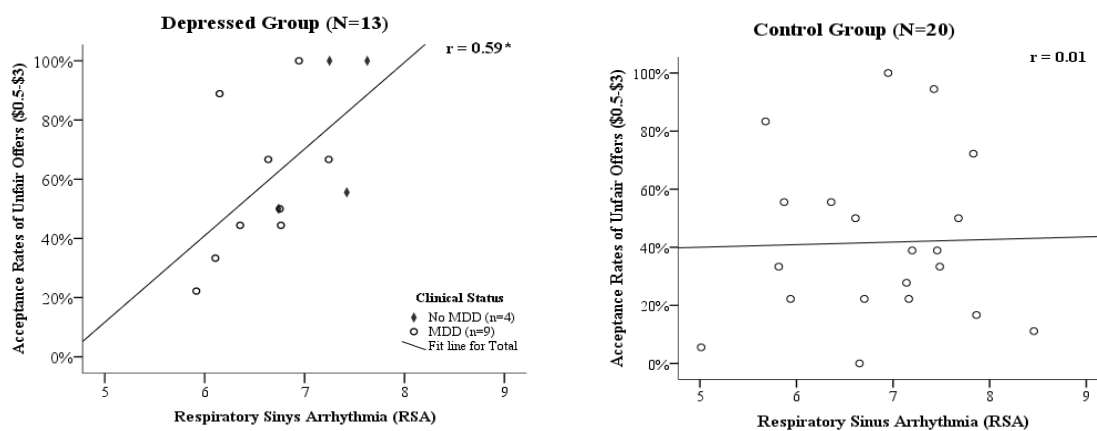 Depressed Group (N=13)
r = 0.59*
Acceptance Rates of Unfair Offers ($0.5-$3)
100%
80%
60%
40%
20%
0%
Clinical Status
No MDD (n=4)
MDD (n=9)
Fit line for Total
5 6 7 8 9
Respiratory Sinys Arrhythmia (RSA)
Control Group (N=20)
r = 0.01
Acceptance Rates of Unfair Offers ($0.5-$3)
100%
80%
60%
40%
20%
0%
5 6 7 8 9
Respiratory Sinus Arrhythmia (RSA)